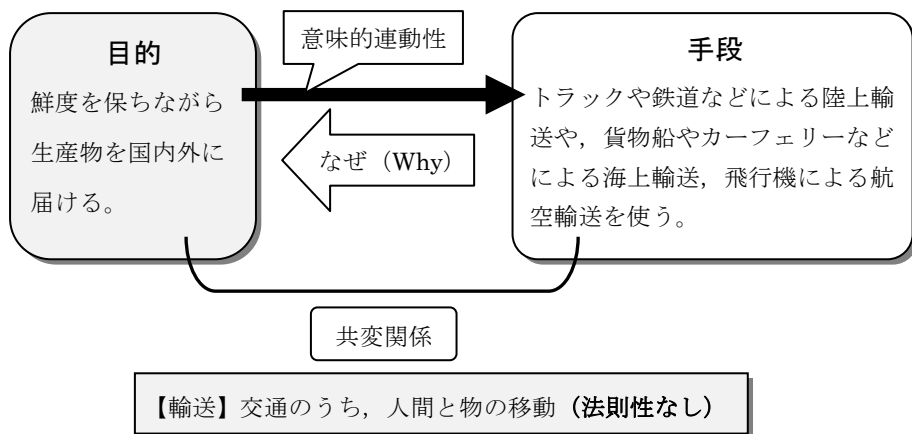 目的
鮮度を保ちながら
生産物を国内外に
届ける。
意味的連動性
なぜ（Why）
手段
トラックや鉄道などによる陸上輸
送や，貨物船やカーフェリーなど
による海上輸送，飛行機による航
空輸送を使う。
共変関係
【輸送】交通のうち，人間と物の移動（法則性なし）